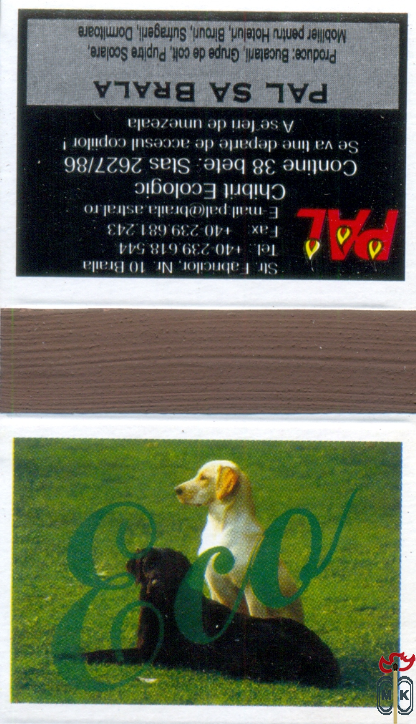 PAL
Str. Fabricilor, Nr. 10 Braila
Tel.: +40-239.618.544
Fax: +40-239.681.243
E-mail:pal@braila.astral.ro
Chibrit Ecologic
Contine 38 bete. Stas 2627/86
Se va tine departe de accesul copiilor !
A se feri de umezeala
PAL SA BRALA
Produce: Bucatarii, Grupe de colt, Pupitre Scolare,
Mobilier pentru Hoteluri, Birouri, Sufragerii, Dormitoare
Eco
M K